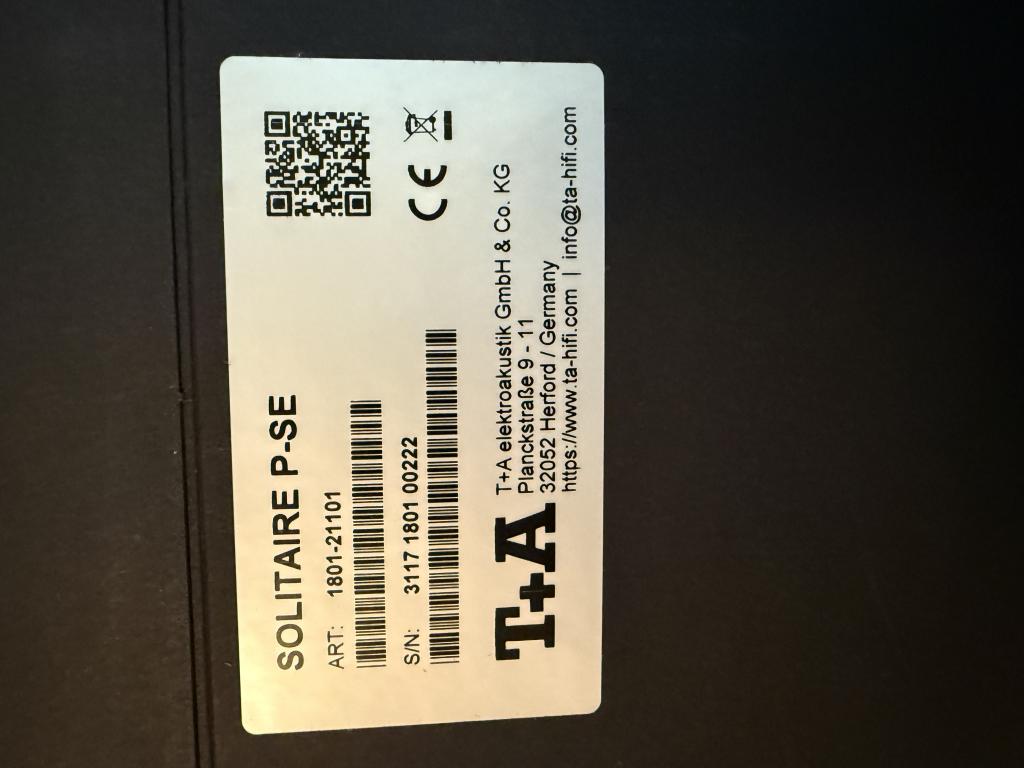 SOLITAIRE P-SE
ART: 1801-21101
S/N: 3117 1801 00222
CE
T+A
T+A elektroakustik GmbH & Co. KG
Planckstraße 9 - 11
32052 Herford / Germany
https://www.ta-hifi.com | info@ta-hifi.com